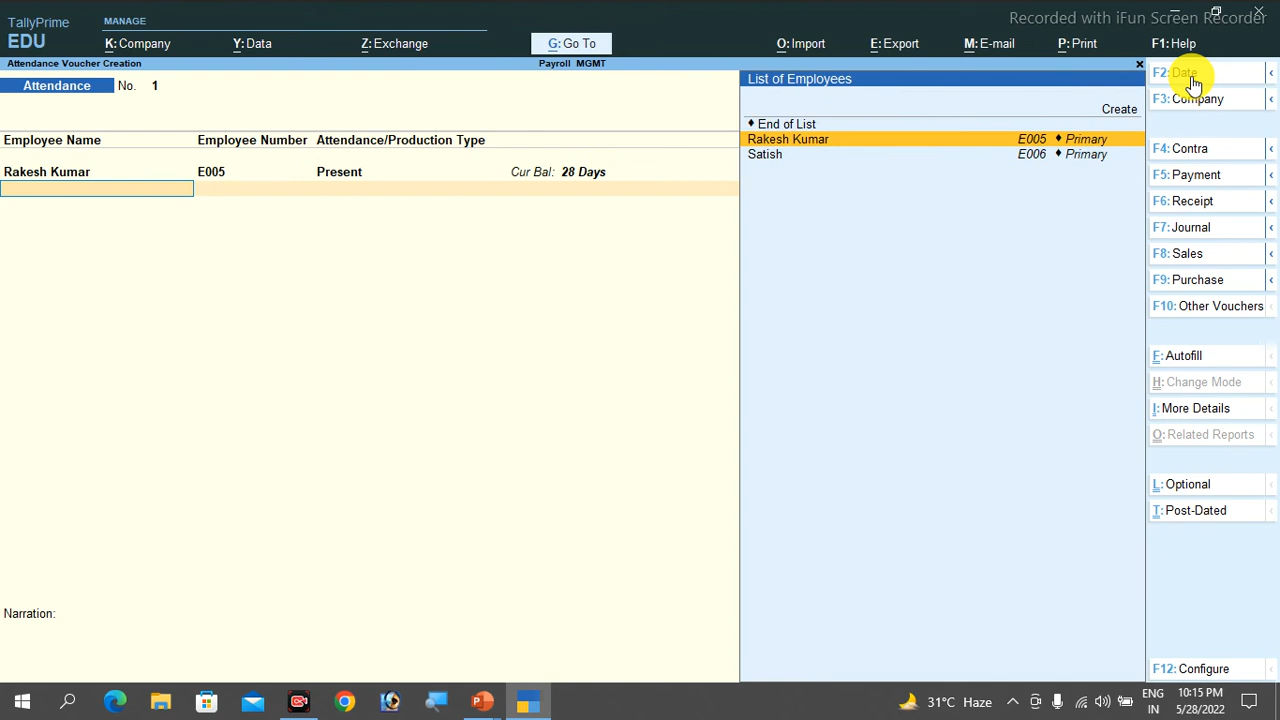 Recorded with iFun Screen Recorder
TallyPrime
EDU
MANAGE
K: Company
Y: Data
Z: Exchange
G: Go To
O: Import
E: Export
M: E-mail
P: Print
F1: Help
Attendance Voucher Creation
Payroll MGMT
Attendance No. 1
Employee Name Employee Number Attendance/Production Type
Rakesh Kumar E005 Present Cur Bal: 28 Days
Narration:
List of Employees
Create
♦ End of List
Rakesh Kumar E005 ♦ Primary
Satish E006 ♦ Primary
F2: Date
F3: Company
F4: Contra
F5: Payment
F6: Receipt
F7: Journal
F8: Sales
F9: Purchase
F10: Other Vouchers
F: Autofill
H: Change Mode
I: More Details
O: Related Reports
L: Optional
T: Post-Dated
F12: Configure
31°C Haze
ENG
IN
10:15 PM
5/28/2022